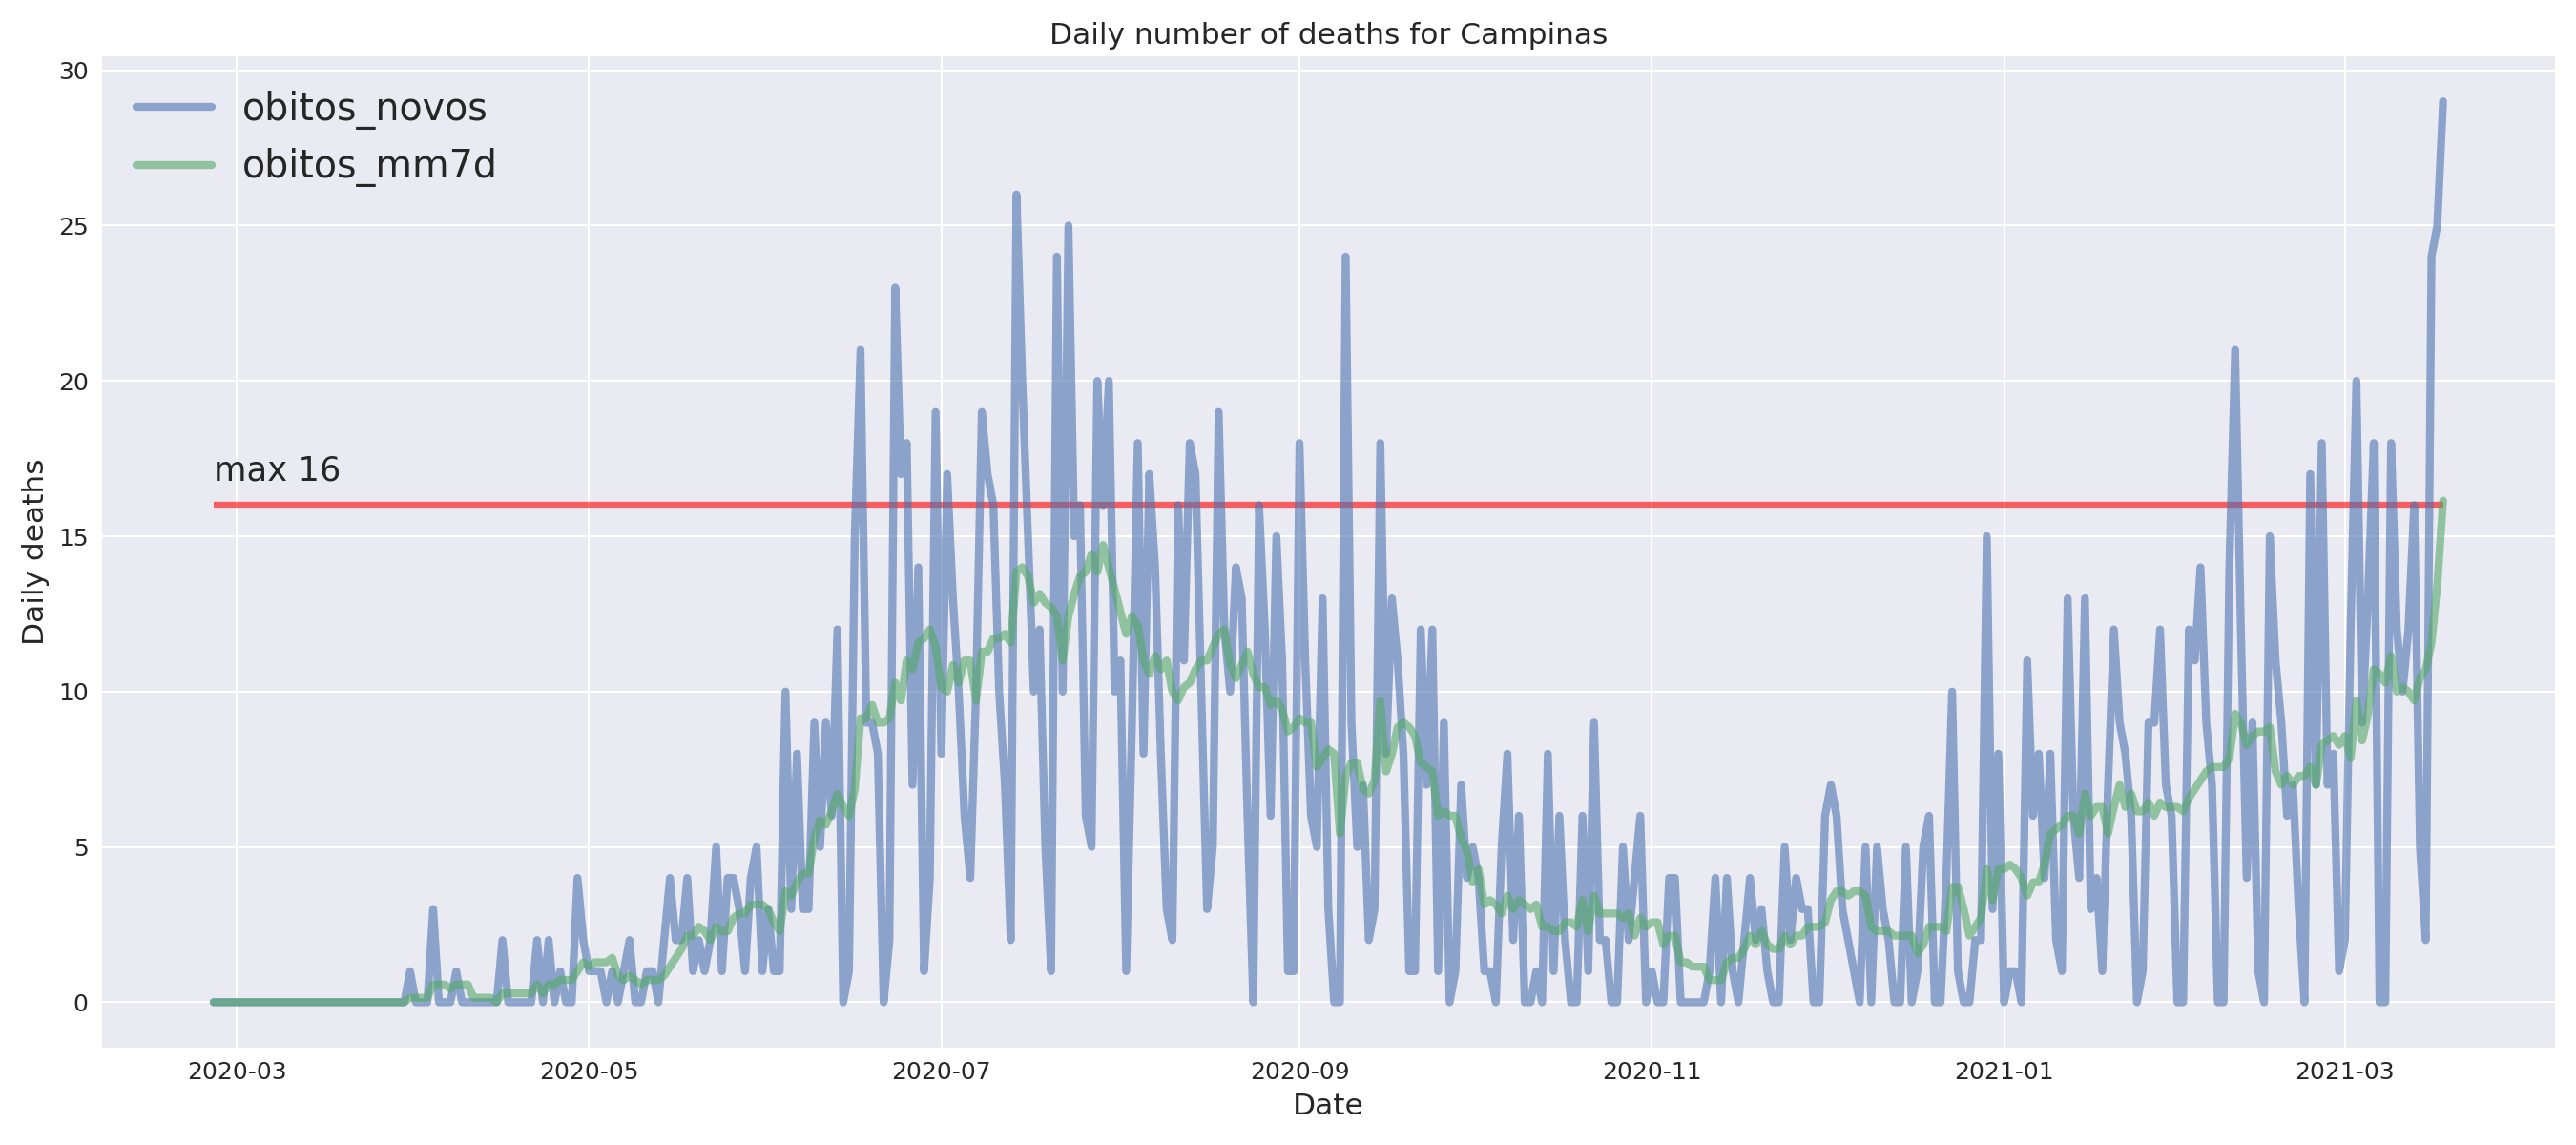 Daily number of deaths for Campinas
obitos_novos
obitos_mm7d
max 16
Daily deaths
30
25
20
15
10
5
0
2020-03
2020-05
2020-07
2020-09
2020-11
2021-01
2021-03
Date